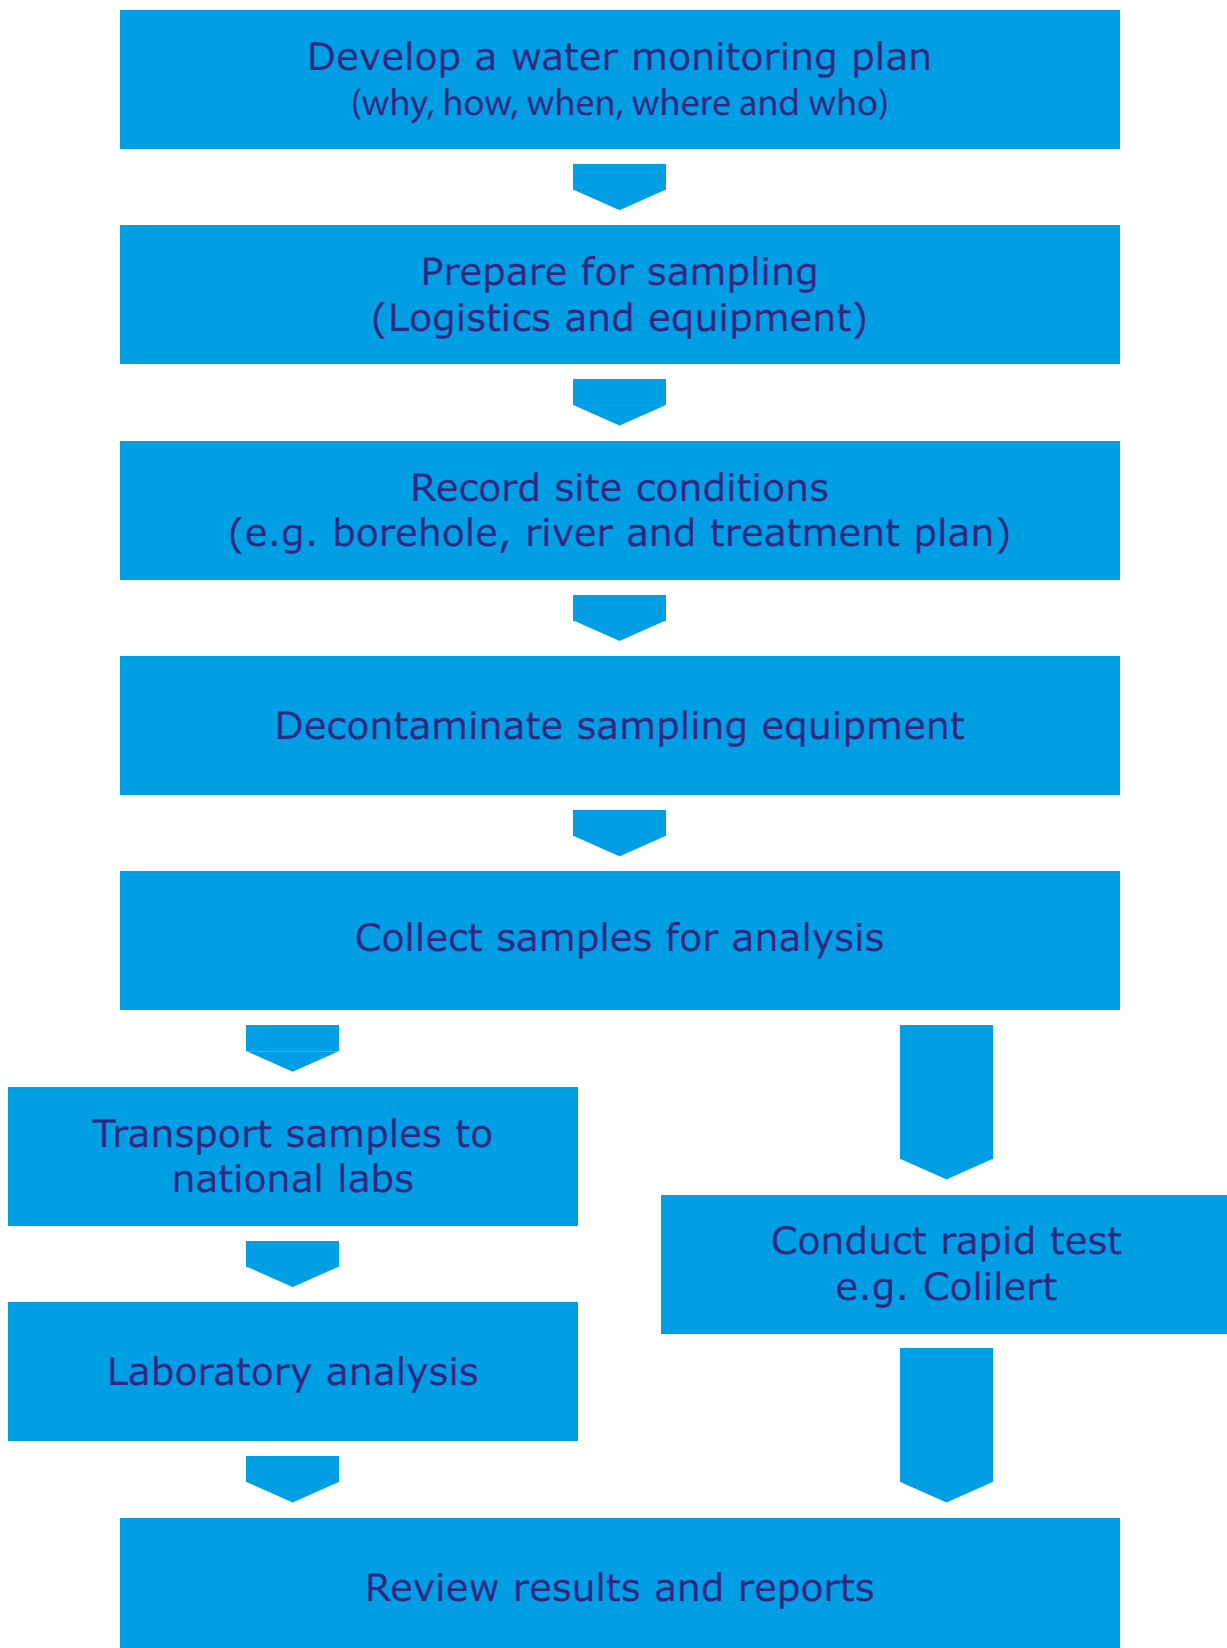 Develop a water monitoring plan
(why, how, when, where and who)
Prepare for sampling
(Logistics and equipment)
Record site conditions
(e.g. borehole, river and treatment plan)
Decontaminate sampling equipment
Collect samples for analysis
Transport samples to
national labs
Laboratory analysis
Conduct rapid test
e.g. Colilert
Review results and reports